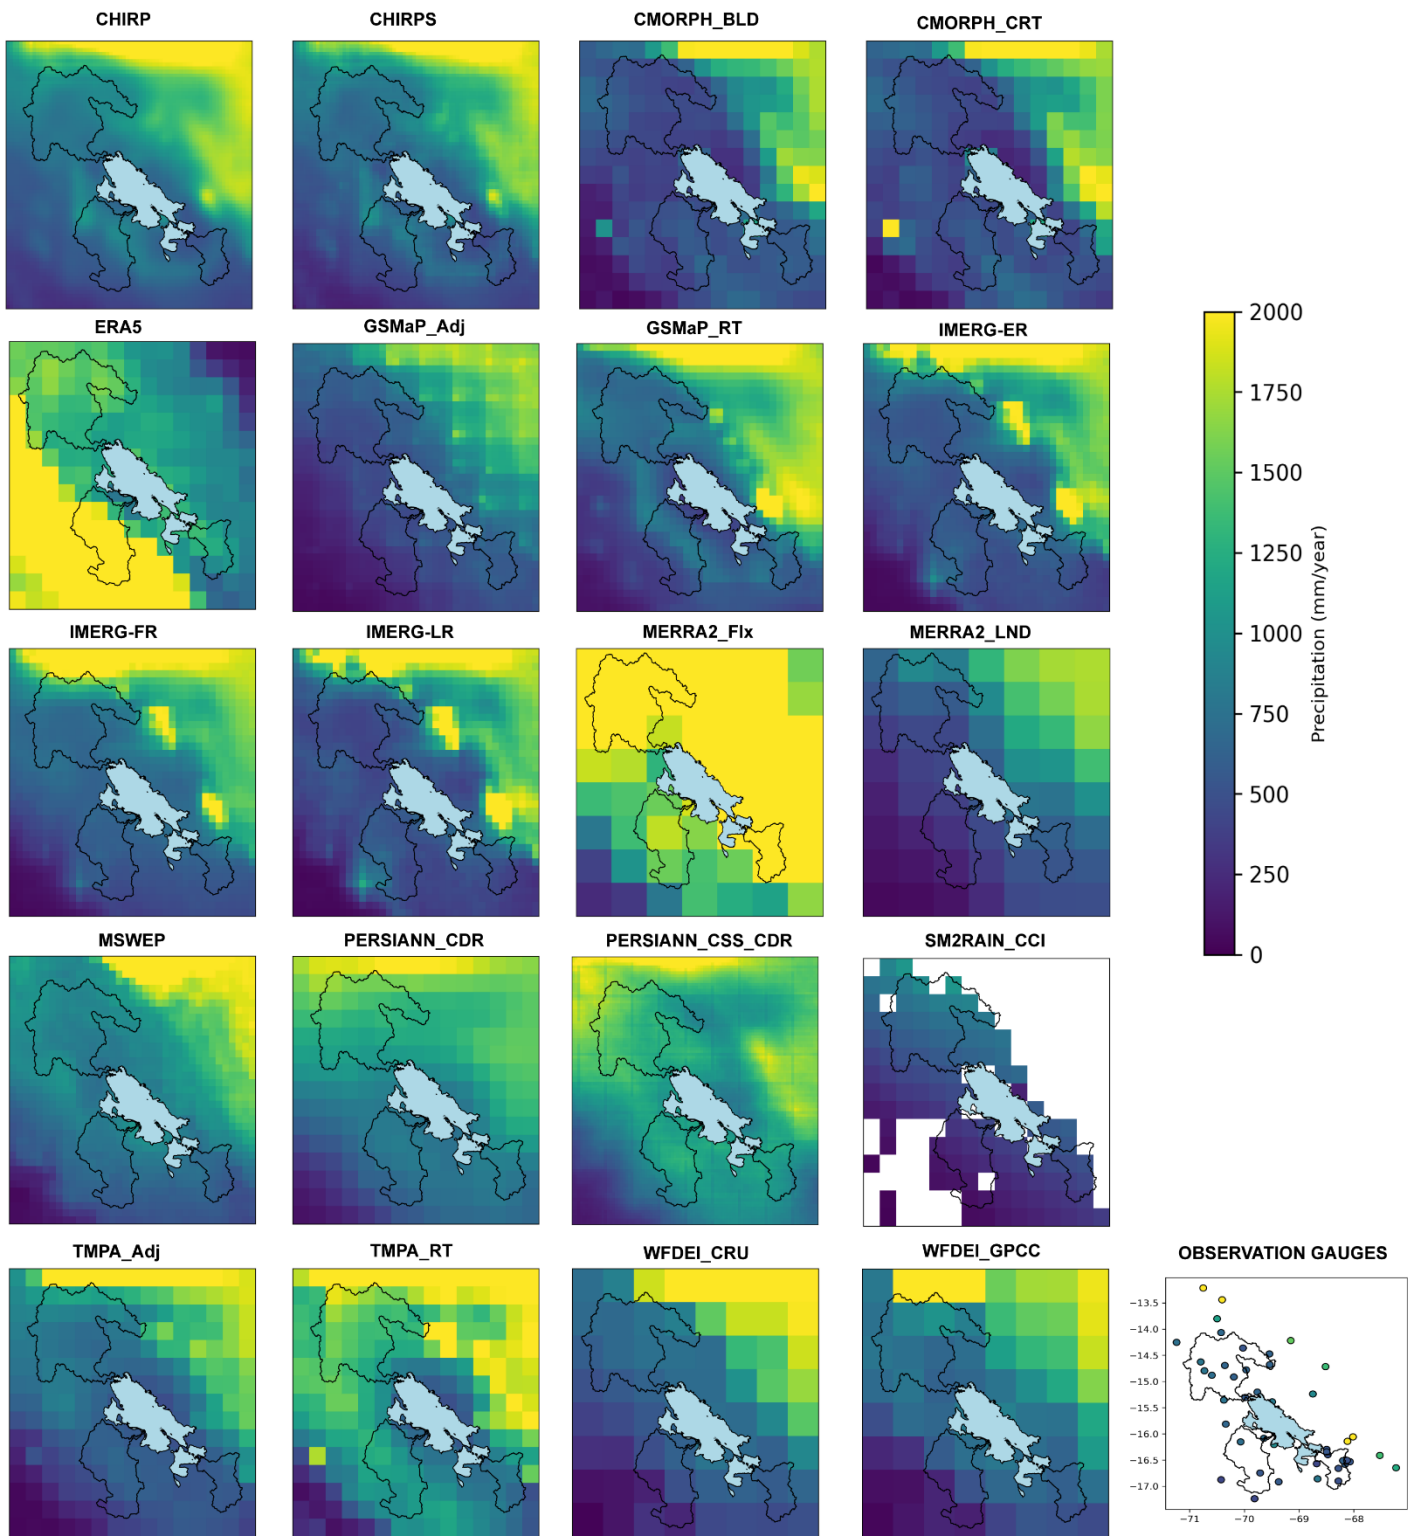 CHIRP
CHIRPS
CMORPH_BLD
CMORPH_CRT
ERA5
GSMaP_Adj
GSMaP_RT
IMERG-ER
2000
1750
1500
1250
1000
750
500
250
0
Precipitation (mm/year)
IMERG-FR
IMERG-LR
MERRA2_Flx
MERRA2_LND
MSWEP
PERSIANN_CDR
PERSIANN_CSS_CDR
SM2RAIN_CCI
TMPA_Adj
TMPA_RT
WFDEI_CRU
WFDEI_GPCC
OBSERVATION GAUGES
−13.5
−14.0
−14.5
−15.0
−15.5
−16.0
−16.5
−17.0
−71 −70 −69 −68